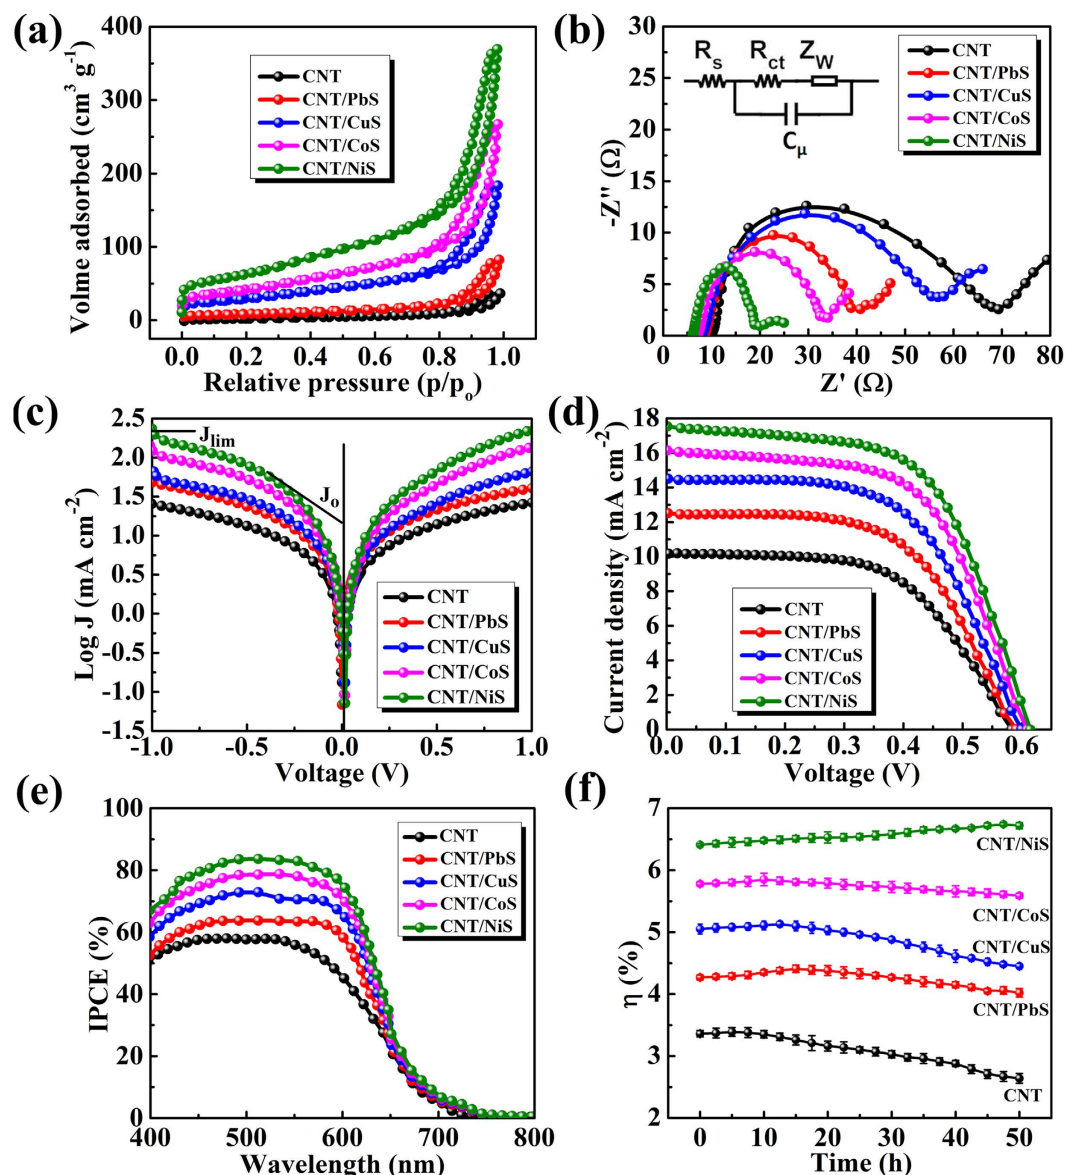 (a)
400
300
200
100
0
Volme adsorbed (cm³ g⁻¹)
CNT
CNT/PbS
CNT/CuS
CNT/CoS
CNT/NiS
0.0 0.2 0.4 0.6 0.8 1.0
Relative pressure (p/pₒ)
(b)
30
25
20
15
10
5
0
-Z'' (Ω)
Rs Rct ZW
Cμ
CNT
CNT/PbS
CNT/CuS
CNT/CoS
CNT/NiS
0 10 20 30 40 50 60 70 80
Z' (Ω)
(c)
2.5
2.0
1.5
1.0
0.5
0.0
-0.5
-1.0
-1.5
Log J (mA cm⁻²)
Jlim
Jo
CNT
CNT/PbS
CNT/CuS
CNT/CoS
CNT/NiS
-1.0 -0.5 0.0 0.5 1.0
Voltage (V)
(d)
18
16
14
12
10
8
6
4
2
0
Current density (mA cm⁻²)
CNT
CNT/PbS
CNT/CuS
CNT/CoS
CNT/NiS
0.0 0.1 0.2 0.3 0.4 0.5 0.6
Voltage (V)
(e)
100
80
60
40
20
0
IPCE (%)
CNT
CNT/PbS
CNT/CuS
CNT/CoS
CNT/NiS
400 500 600 700 800
Wavelength (nm)
(f)
7
6
5
4
3
2
η (%)
CNT/NiS
CNT/CoS
CNT/CuS
CNT/PbS
CNT
0 10 20 30 40 50
Time (h)